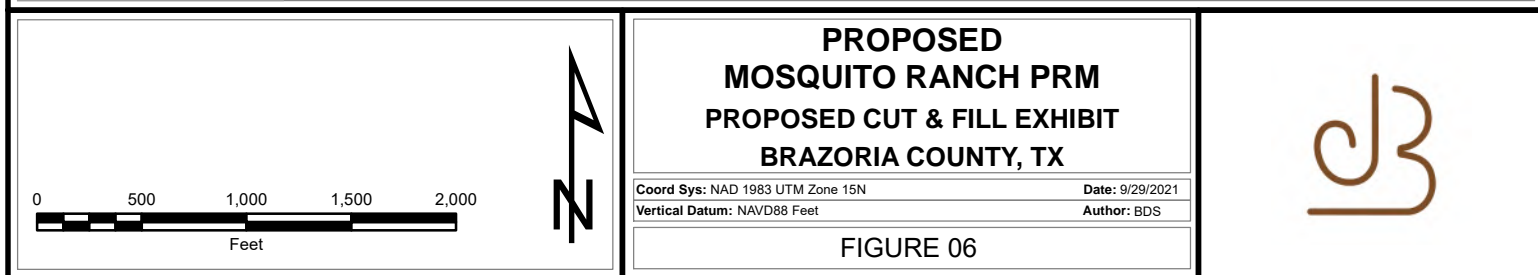 0 500 1,000 1,500 2,000
Feet
N
PROPOSED
MOSQUITO RANCH PRM
PROPOSED CUT & FILL EXHIBIT
BRAZORIA COUNTY, TX
Coord Sys: NAD 1983 UTM Zone 15N Date: 9/29/2021
Vertical Datum: NAVD88 Feet Author: BDS
FIGURE 06